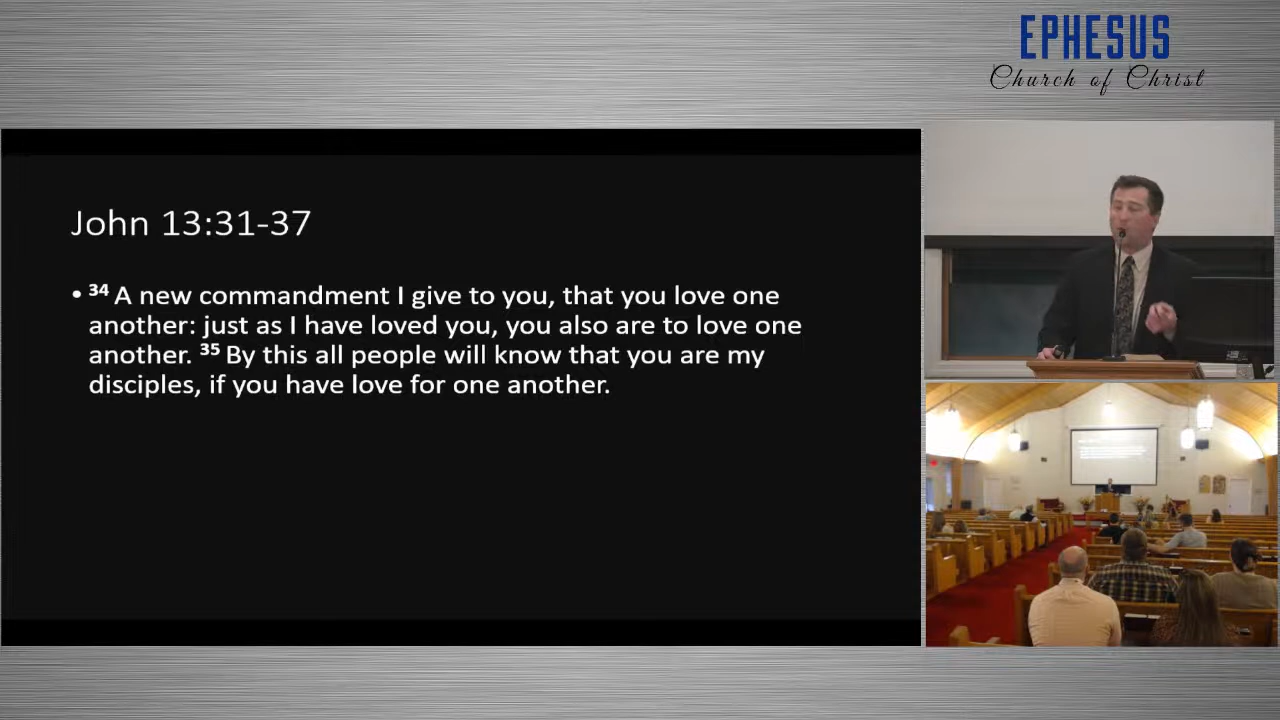 EPHESUS
Church of Christ
John 13:31-37
• ³⁴ A new commandment I give to you, that you love one
another: just as I have loved you, you also are to love one
another. ³⁵ By this all people will know that you are my
disciples, if you have love for one another.